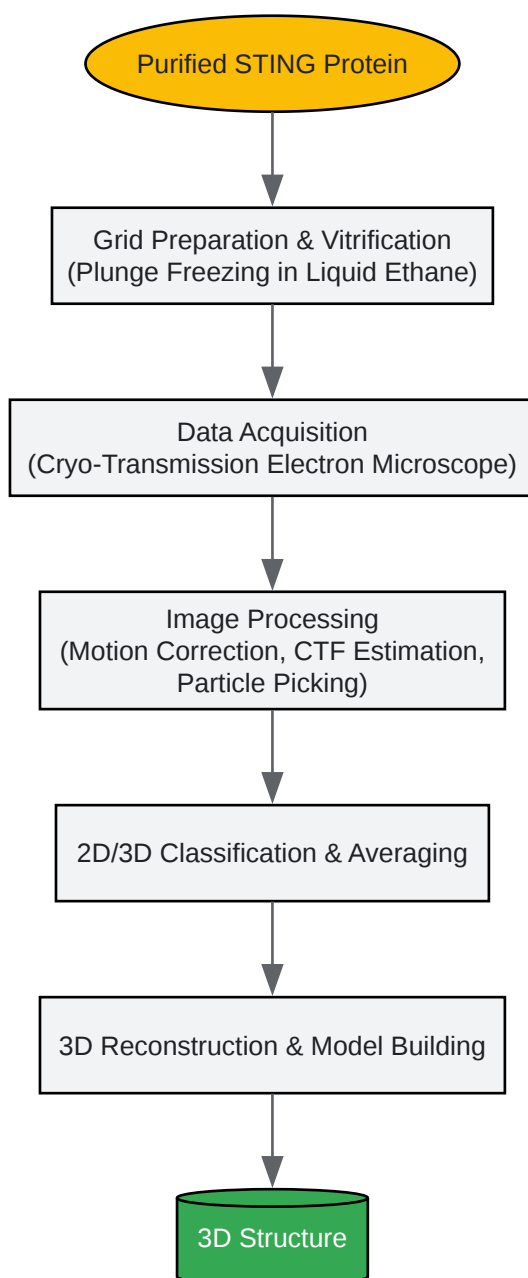 Purified STING Protein
Grid Preparation & Vitrification
(Plunge Freezing in Liquid Ethane)
Data Acquisition
(Cryo-Transmission Electron Microscope)
Image Processing
(Motion Correction, CTF Estimation,
Particle Picking)
2D/3D Classification & Averaging
3D Reconstruction & Model Building
3D Structure